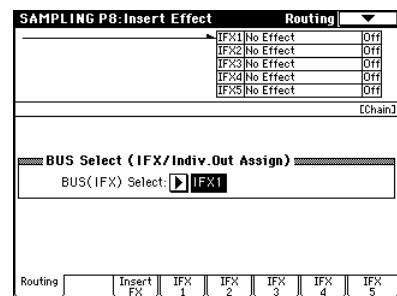 SAMPLING P8:Insert Effect Routing
IFX1 No Effect Off
IFX2 No Effect Off
IFX3 No Effect Off
IFX4 No Effect Off
IFX5 No Effect Off
[Chain]
BUS Select (IFX/Indiv.Out Assign)
BUS(IFX) Select: IFX1
Routing Insert FX IFX 1 IFX 2 IFX 3 IFX 4 IFX 5